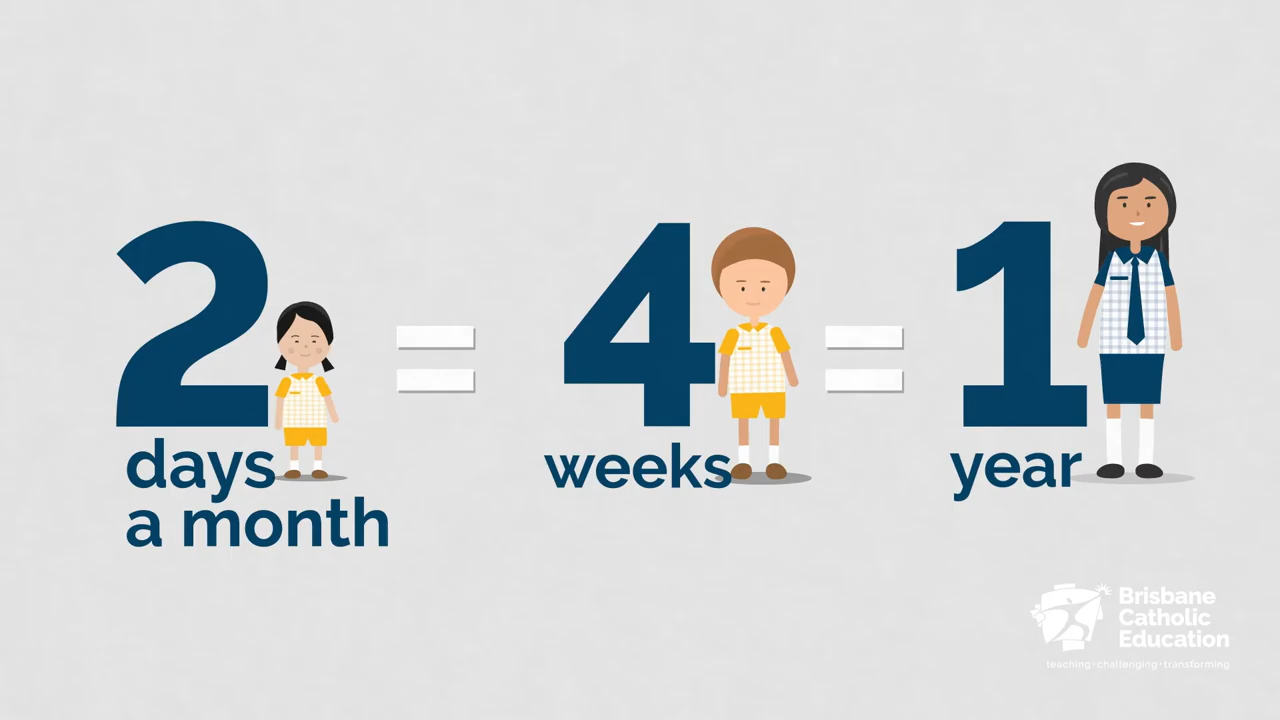 2
days
a month
=
4
weeks
=
1
year
Brisbane
Catholic
Education
teaching·challenging·transforming